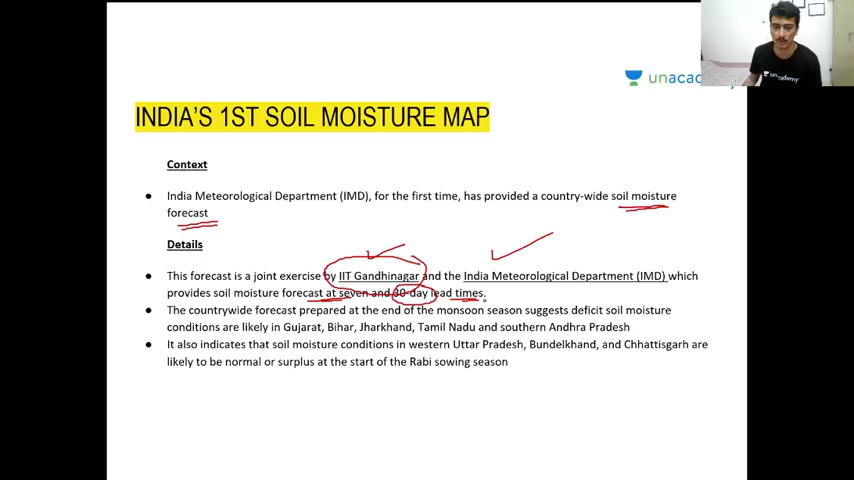 unacademy
INDIA'S 1ST SOIL MOISTURE MAP
Context
● India Meteorological Department (IMD), for the first time, has provided a country-wide soil moisture
forecast
Details
● This forecast is a joint exercise by IIT Gandhinagar and the India Meteorological Department (IMD) which
provides soil moisture forecast at seven and 30-day lead times.
● The countrywide forecast prepared at the end of the monsoon season suggests deficit soil moisture
conditions are likely in Gujarat, Bihar, Jharkhand, Tamil Nadu and southern Andhra Pradesh
● It also indicates that soil moisture conditions in western Uttar Pradesh, Bundelkhand, and Chhattisgarh are
likely to be normal or surplus at the start of the Rabi sowing season